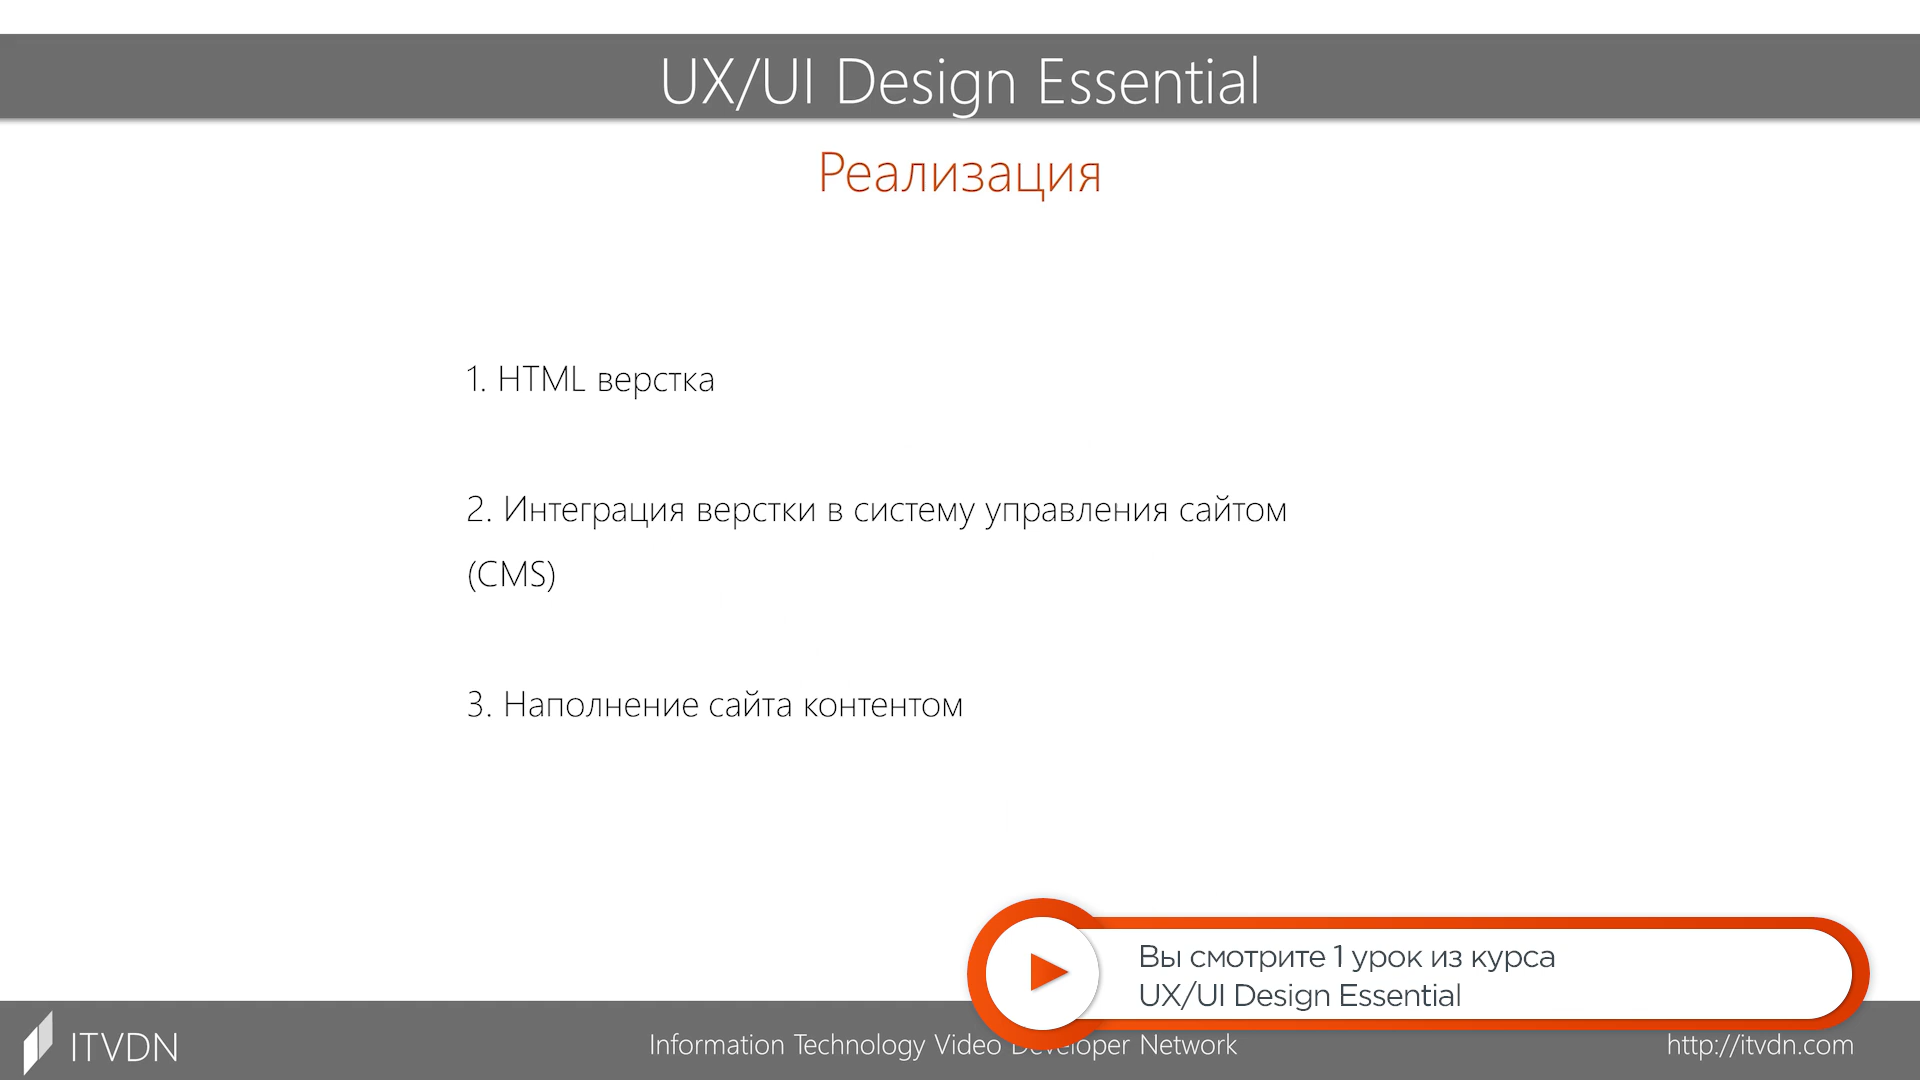 UX/UI Design Essential
Реализация
1. HTML верстка
2. Интеграция верстки в систему управления сайтом
(CMS)
3. Наполнение сайта контентом
Вы смотрите 1 урок из курса
UX/UI Design Essential
ITVDN
Information Technology Video Developer Network
http://itvdn.com